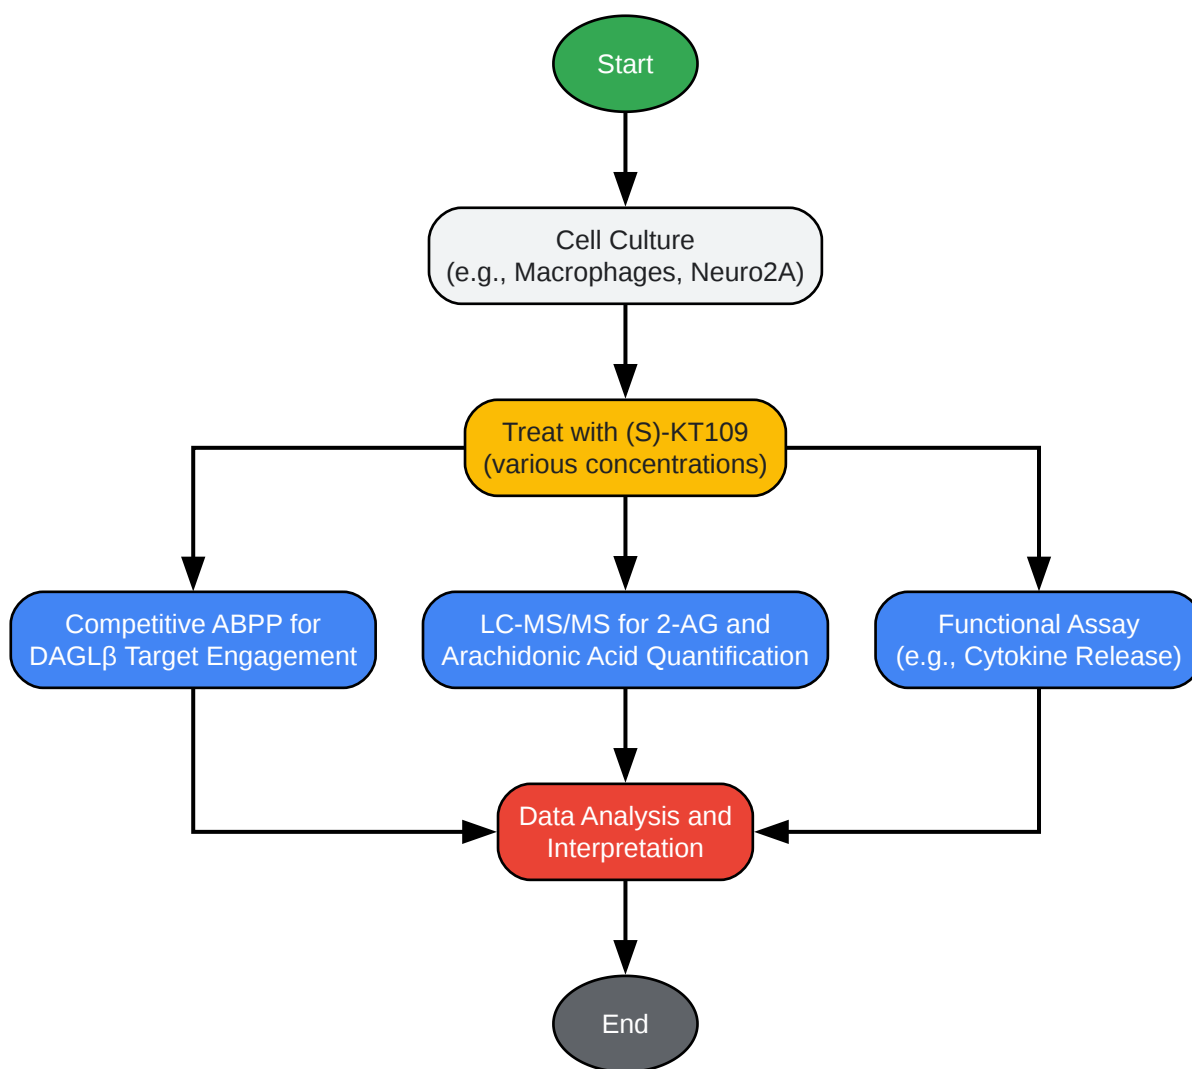 Start
Cell Culture
(e.g., Macrophages, Neuro2A)
Treat with (S)-KT109
(various concentrations)
Competitive ABPP for
DAGLβ Target Engagement
LC-MS/MS for 2-AG and
Arachidonic Acid Quantification
Functional Assay
(e.g., Cytokine Release)
Data Analysis and
Interpretation
End